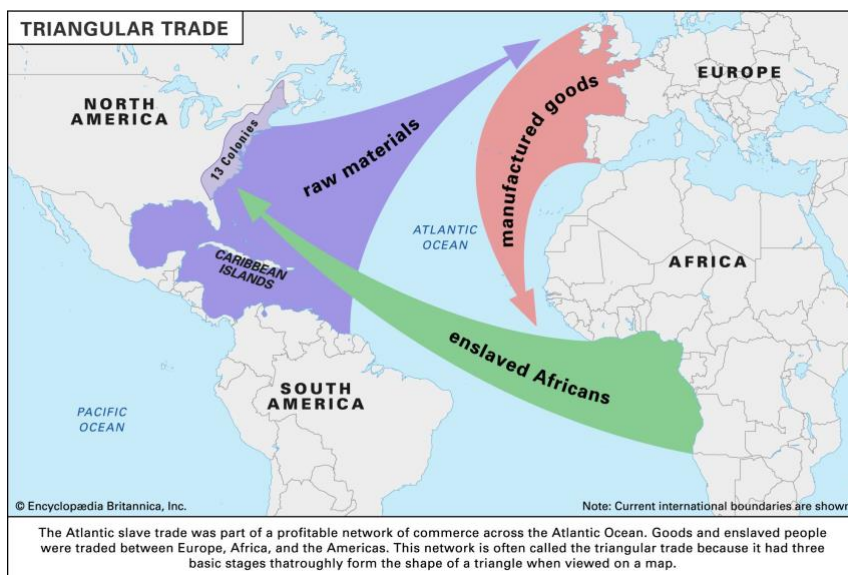 TRIANGULAR TRADE
NORTH
AMERICA
13 Colonies
raw materials
manufactured goods
EUROPE
ATLANTIC
OCEAN
CARIBBEAN
ISLANDS
AFRICA
enslaved Africans
SOUTH
AMERICA
PACIFIC
OCEAN
© Encyclopædia Britannica, Inc.
Note: Current international boundaries are shown
The Atlantic slave trade was part of a profitable network of commerce across the Atlantic Ocean. Goods and enslaved people
were traded between Europe, Africa, and the Americas. This network is often called the triangular trade because it had three
basic stages thatroughly form the shape of a triangle when viewed on a map.